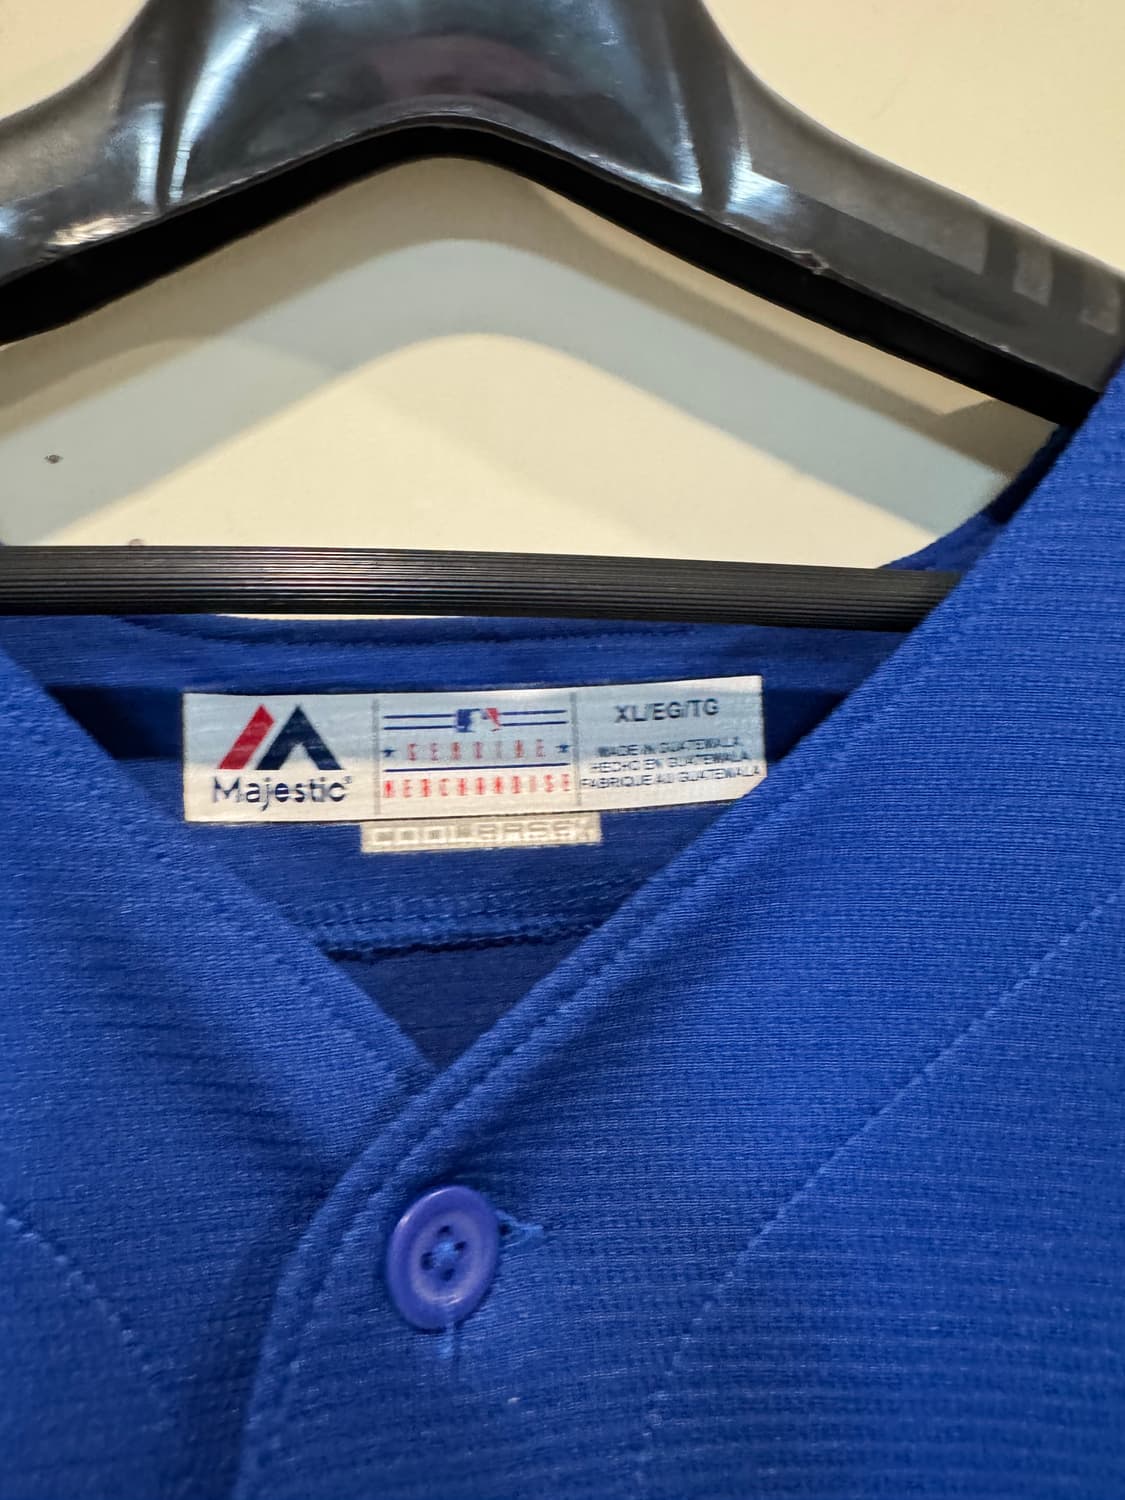 Majestic®
GENUINE
MERCHANDISE
XL/EG/TG
MADE IN GUATEMALA
HECHO EN GUATEMALA
FABRIQUE AU GUATEMALA
COOLBASE